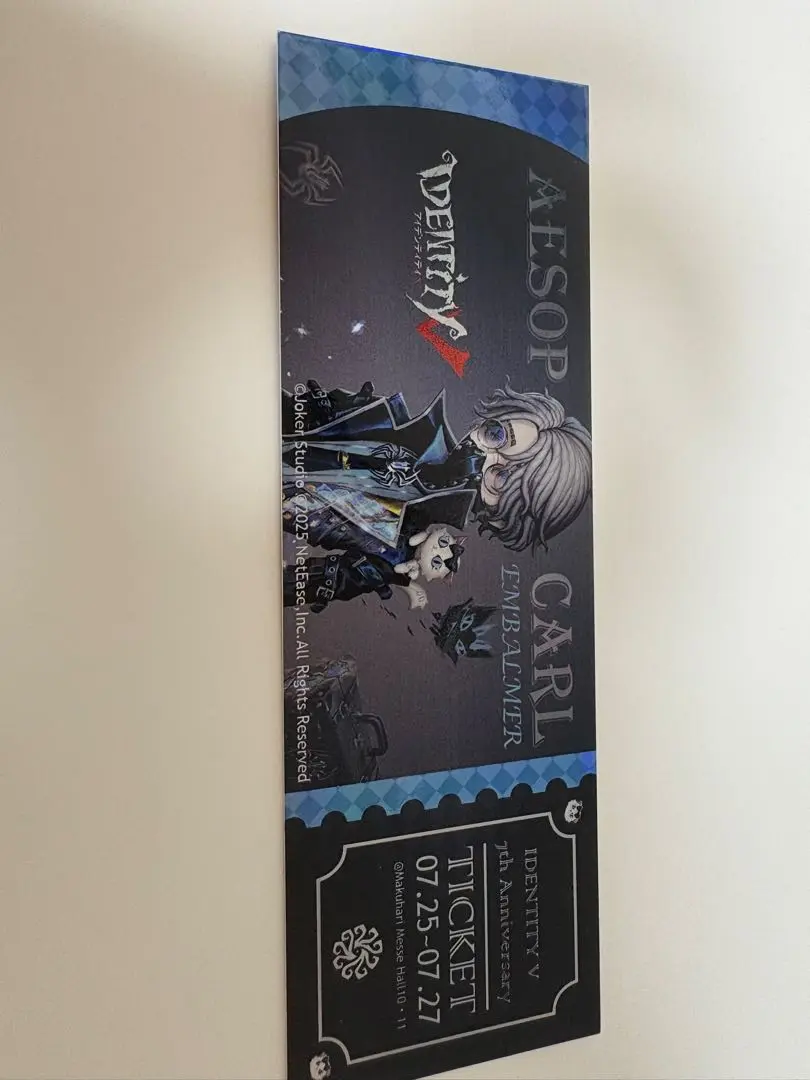 AESOP CARL
EMBALMER
IDENTITY V
アイデンティティV
©Joker Studio ©2025 NetEase,Inc.All Rights Reserved
IDENTITY V
7th Anniversary
TICKET
07.25~07.27
@Makuhari Messe Hall10・11